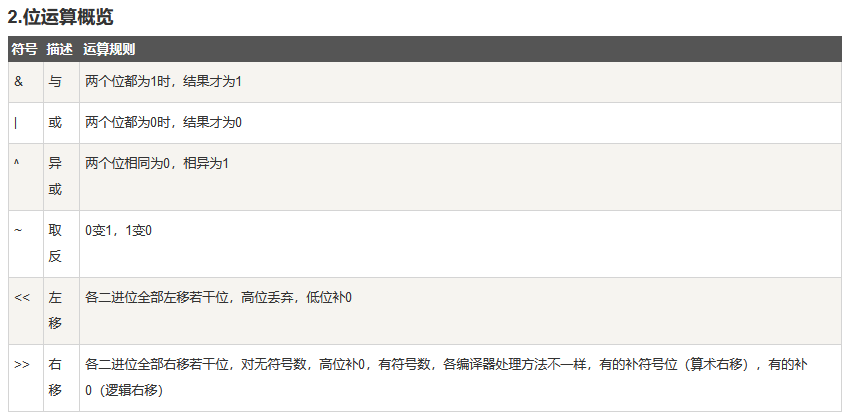 2.位运算概览
符号 描述 运算规则
& 与 两个位都为1时，结果才为1
| 或 两个位都为0时，结果才为0
^ 异或 两个位相同为0，相异为1
~ 取反 0变1，1变0
<< 左移 各二进位全部左移若干位，高位丢弃，低位补0
>> 右移 各二进位全部右移若干位，对无符号数，高位补0，有符号数，各编译器处理方法不一样，有的补符号位（算术右移），有的补
0（逻辑右移）